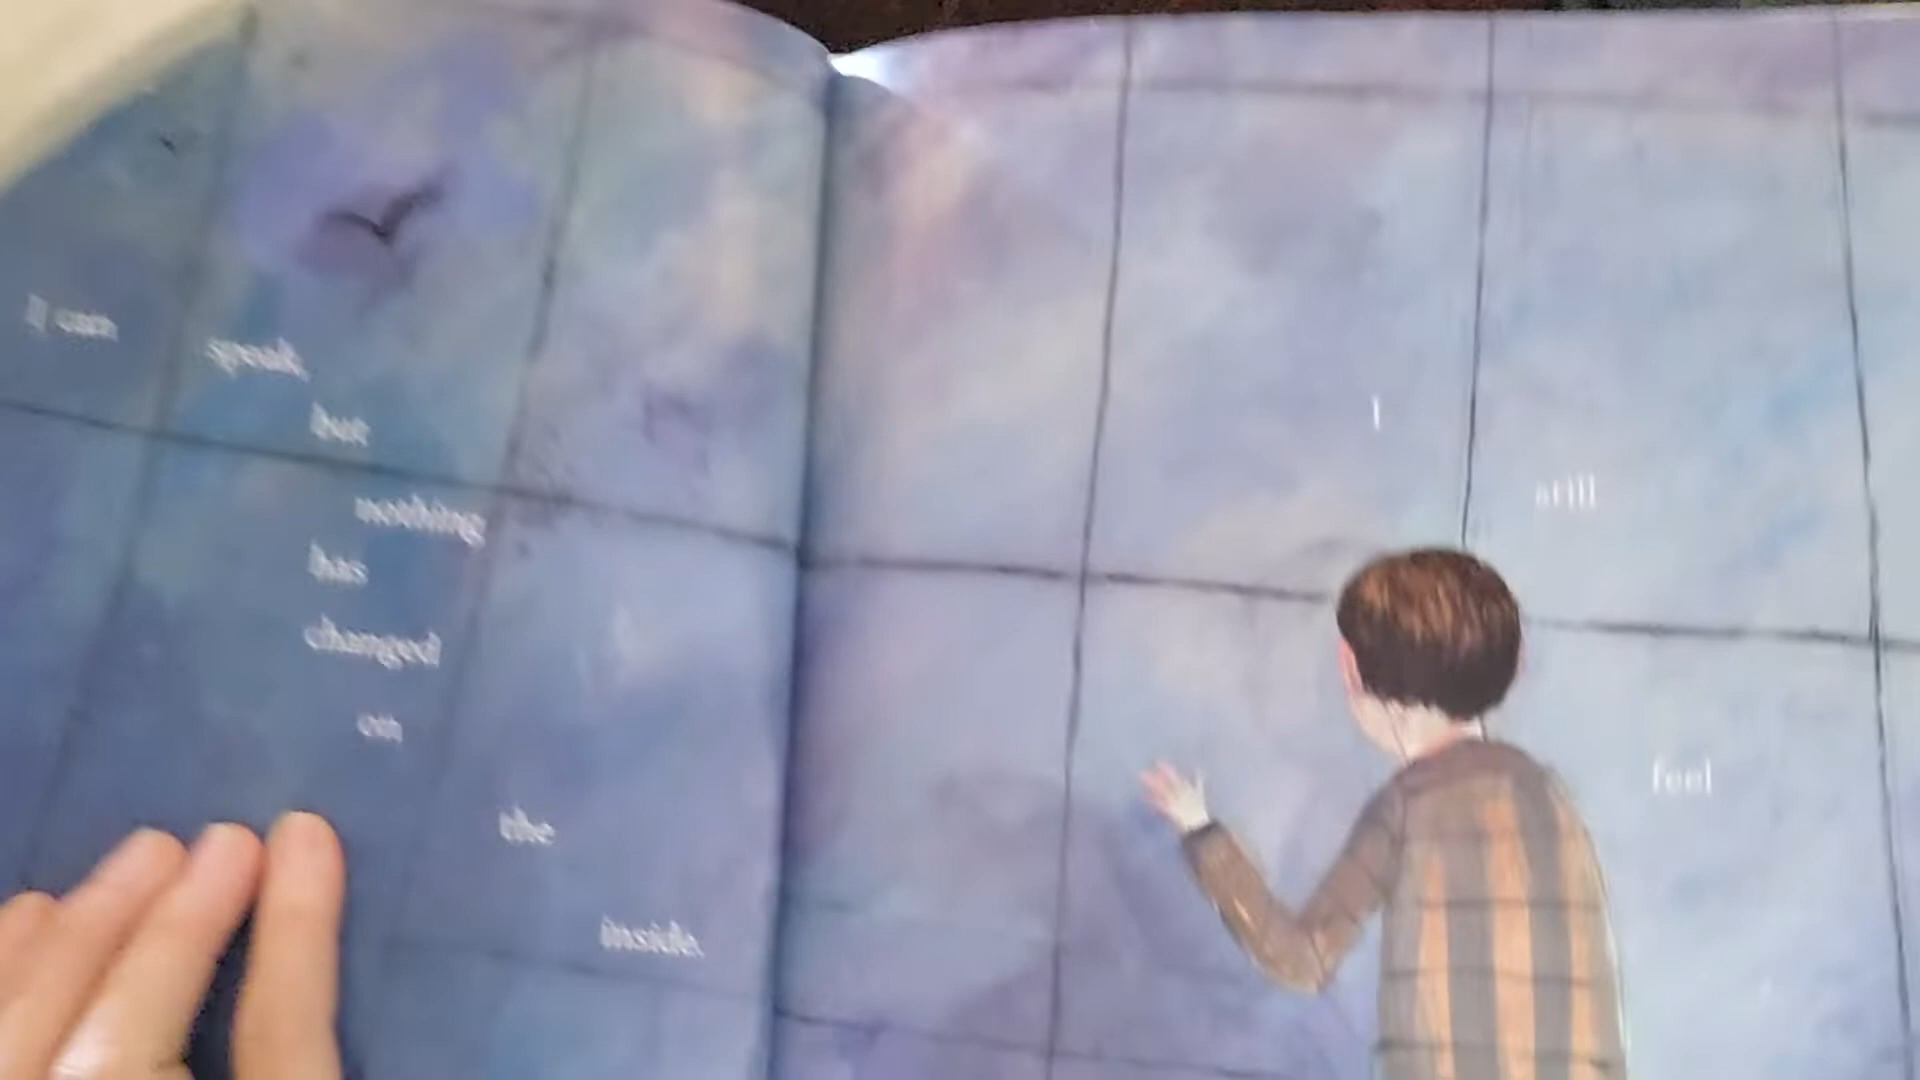 I can
speak,
but
nothing
has
changed
on
the
inside.
I
still
feel